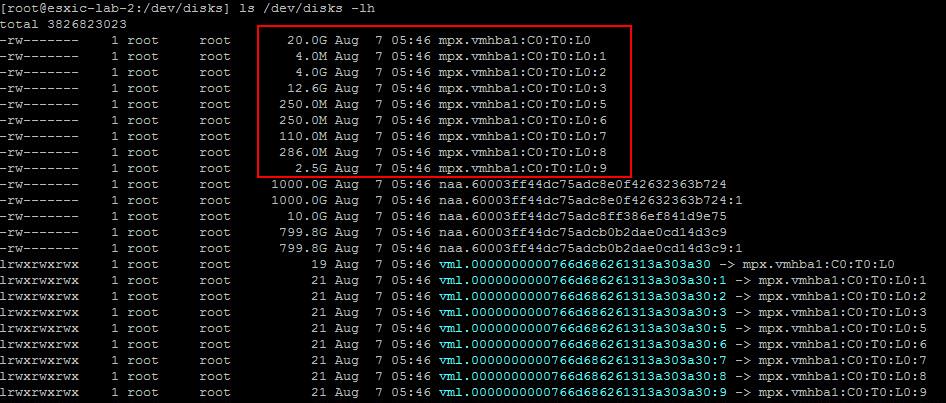 [root@esxic-lab-2:/dev/disks] ls /dev/disks -lh
total 3826823023
-rw------- 1 root root 20.0G Aug 7 05:46 mpx.vmhba1:C0:T0:L0
-rw------- 1 root root 4.0M Aug 7 05:46 mpx.vmhba1:C0:T0:L0:1
-rw------- 1 root root 4.0G Aug 7 05:46 mpx.vmhba1:C0:T0:L0:2
-rw------- 1 root root 12.6G Aug 7 05:46 mpx.vmhba1:C0:T0:L0:3
-rw------- 1 root root 250.0M Aug 7 05:46 mpx.vmhba1:C0:T0:L0:5
-rw------- 1 root root 250.0M Aug 7 05:46 mpx.vmhba1:C0:T0:L0:6
-rw------- 1 root root 110.0M Aug 7 05:46 mpx.vmhba1:C0:T0:L0:7
-rw------- 1 root root 286.0M Aug 7 05:46 mpx.vmhba1:C0:T0:L0:8
-rw------- 1 root root 2.5G Aug 7 05:46 mpx.vmhba1:C0:T0:L0:9
-rw------- 1 root root 1000.0G Aug 7 05:46 naa.60003ff44dc75adc8e0f42632363b724
-rw------- 1 root root 1000.0G Aug 7 05:46 naa.60003ff44dc75adc8e0f42632363b724:1
-rw------- 1 root root 10.0G Aug 7 05:46 naa.60003ff44dc75adc8ff386ef841d9e75
-rw------- 1 root root 799.8G Aug 7 05:46 naa.60003ff44dc75adcb0b2dae0cd14d3c9
-rw------- 1 root root 799.8G Aug 7 05:46 naa.60003ff44dc75adcb0b2dae0cd14d3c9:1
lrwxrwxrwx 1 root root 19 Aug 7 05:46 vml.0000000000766d686261313a303a30 -> mpx.vmhba1:C0:T0:L0
lrwxrwxrwx 1 root root 21 Aug 7 05:46 vml.0000000000766d686261313a303a30:1 -> mpx.vmhba1:C0:T0:L0:1
lrwxrwxrwx 1 root root 21 Aug 7 05:46 vml.0000000000766d686261313a303a30:2 -> mpx.vmhba1:C0:T0:L0:2
lrwxrwxrwx 1 root root 21 Aug 7 05:46 vml.0000000000766d686261313a303a30:3 -> mpx.vmhba1:C0:T0:L0:3
lrwxrwxrwx 1 root root 21 Aug 7 05:46 vml.0000000000766d686261313a303a30:5 -> mpx.vmhba1:C0:T0:L0:5
lrwxrwxrwx 1 root root 21 Aug 7 05:46 vml.0000000000766d686261313a303a30:6 -> mpx.vmhba1:C0:T0:L0:6
lrwxrwxrwx 1 root root 21 Aug 7 05:46 vml.0000000000766d686261313a303a30:7 -> mpx.vmhba1:C0:T0:L0:7
lrwxrwxrwx 1 root root 21 Aug 7 05:46 vml.0000000000766d686261313a303a30:8 -> mpx.vmhba1:C0:T0:L0:8
lrwxrwxrwx 1 root root 21 Aug 7 05:46 vml.0000000000766d686261313a303a30:9 -> mpx.vmhba1:C0:T0:L0:9